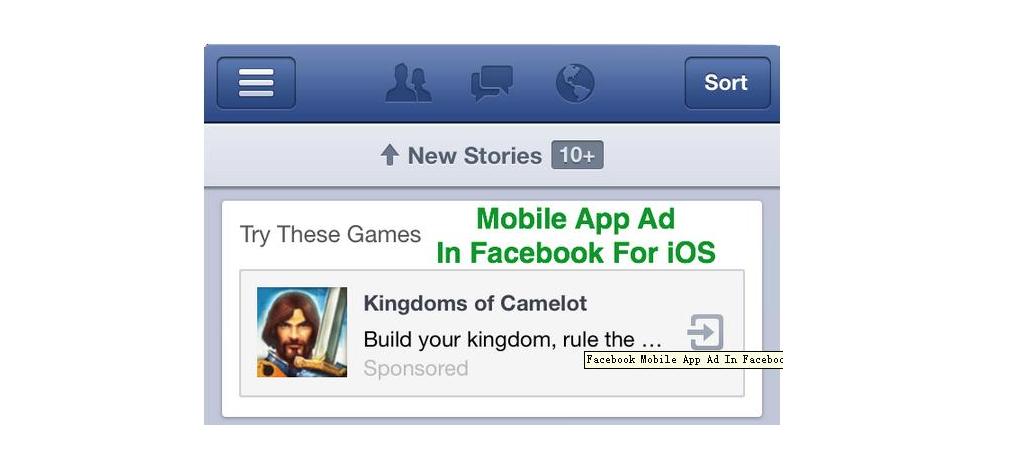 Sort
New Stories 10+
Mobile App Ad
Try These Games
In Facebook For iOS
Kingdoms of Camelot
Build your kingdom, rule the ...
Facebook Mobile App Ad In Faceboo
Sponsored